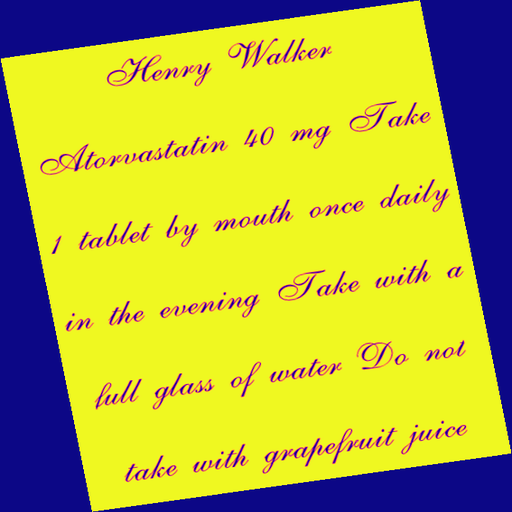 Henry Walker
Atorvastatin 40 mg Take
1 tablet by mouth once daily
in the evening Take with a
full glass of water Do not
take with grapefruit juice